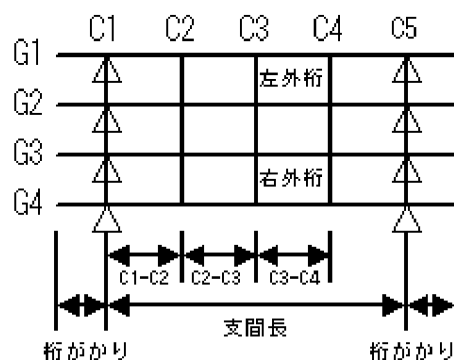 C1 C2 C3 C4 C5
G1
左外桁
G2
G3
右外桁
G4
C1-C2 C2-C3 C3-C4
支間長
桁がかり 桁がかり